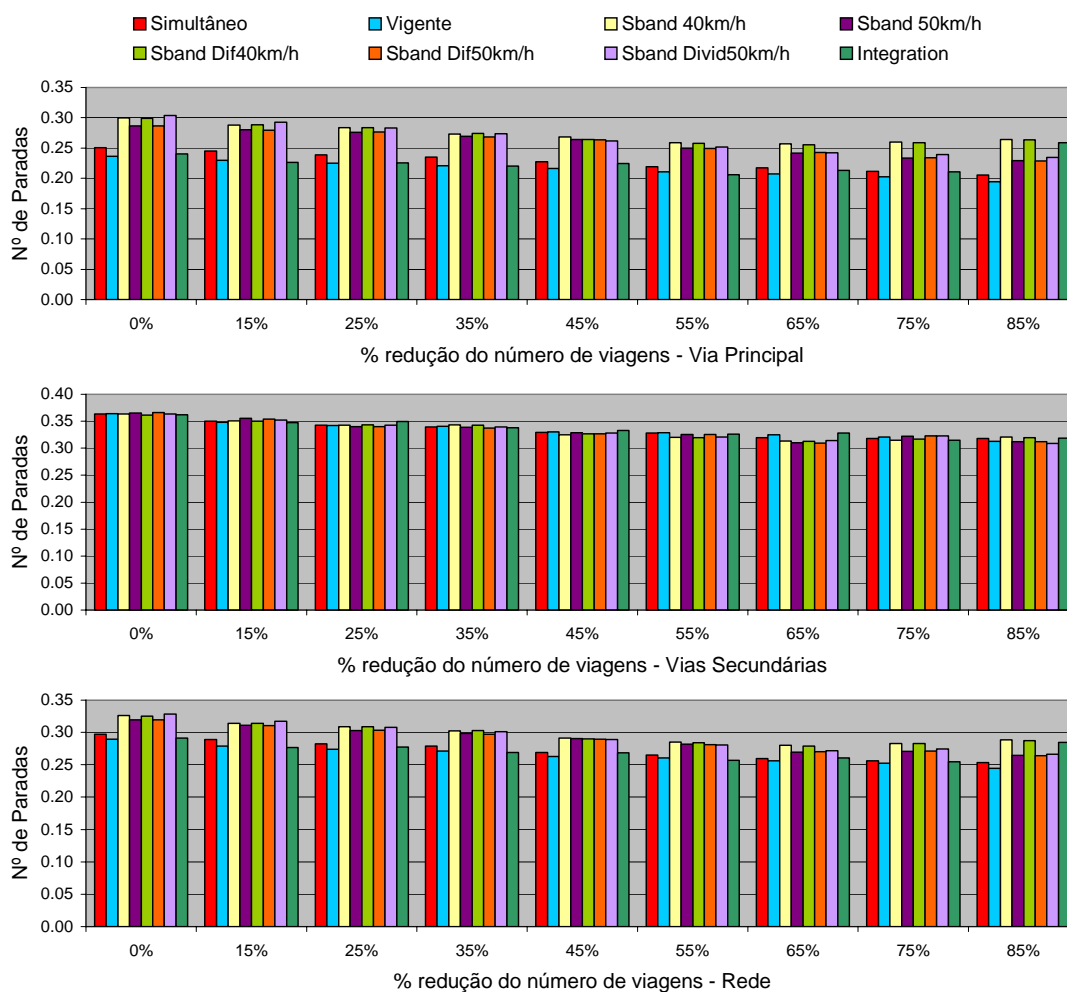 Simultâneo Vigente Sband 40km/h Sband 50km/h
Sband Dif40km/h Sband Dif50km/h Sband Divid50km/h Integration
Nº de Paradas
0.35
0.30
0.25
0.20
0.15
0.10
0.05
0.00
0% 15% 25% 35% 45% 55% 65% 75% 85%
% redução do número de viagens - Via Principal
Nº de Paradas
0.40
0.35
0.30
0.25
0.20
0.15
0.10
0.05
0.00
0% 15% 25% 35% 45% 55% 65% 75% 85%
% redução do número de viagens - Vias Secundárias
Nº de Paradas
0.35
0.30
0.25
0.20
0.15
0.10
0.05
0.00
0% 15% 25% 35% 45% 55% 65% 75% 85%
% redução do número de viagens - Rede